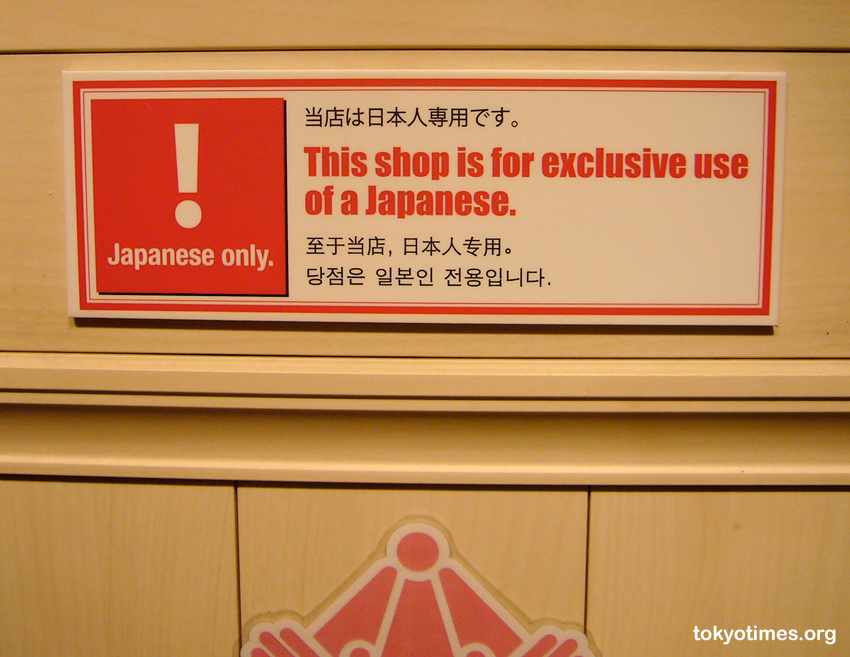 !
Japanese only.
当店は日本人専用です。
This shop is for exclusive use
of a Japanese.
至于当店, 日本人专用。
당점은 일본인 전용입니다.
tokyotimes.org